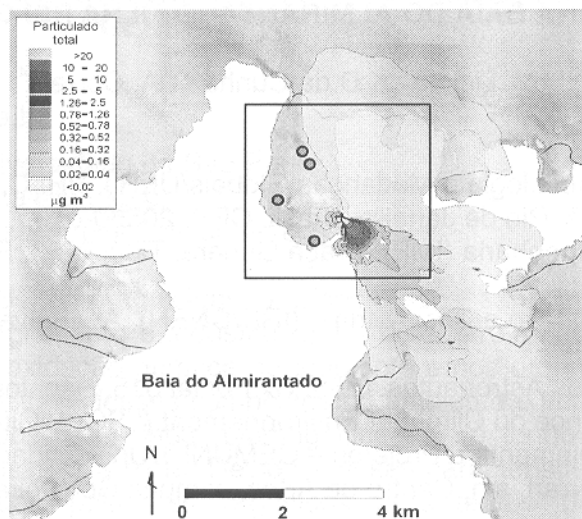 Particulado
total
>20
10 – 20
5 – 10
2.5 – 5
1.26 – 2.5
0.78 – 1.26
0.52 – 0.78
0.32 – 0.52
0.16 – 0.32
0.04 – 0.16
0.02 – 0.04
<0.02
µg m⁻³
Baia do Almirantado
N
0 2 4 km